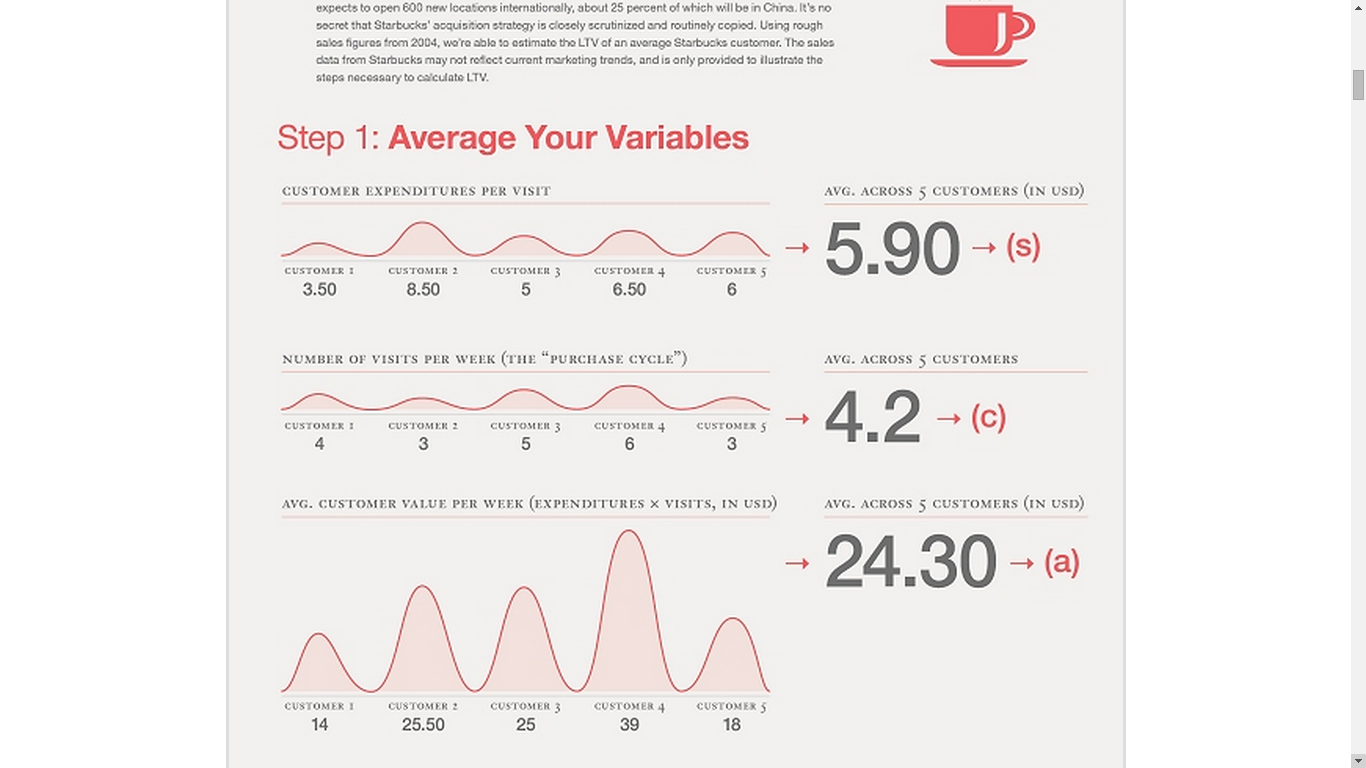 expects to open 600 new locations internationally, about 25 percent of which will be in China. It's no
secret that Starbucks' acquisition strategy is closely scrutinized and routinely copied. Using rough
sales figures from 2004, we're able to estimate the LTV of an average Starbucks customer. The sales
data from Starbucks may not reflect current marketing trends, and is only provided to illustrate the
steps necessary to calculate LTV.
Step 1: Average Your Variables
CUSTOMER EXPENDITURES PER VISIT
AVG. ACROSS 5 CUSTOMERS (IN USD)
→ 5.90 → (s)
CUSTOMER 1 CUSTOMER 2 CUSTOMER 3 CUSTOMER 4 CUSTOMER 5
3.50 8.50 5 6.50 6
NUMBER OF VISITS PER WEEK (THE “PURCHASE CYCLE”)
AVG. ACROSS 5 CUSTOMERS
→ 4.2 → (c)
CUSTOMER 1 CUSTOMER 2 CUSTOMER 3 CUSTOMER 4 CUSTOMER 5
4 3 5 6 3
AVG. CUSTOMER VALUE PER WEEK (EXPENDITURES × VISITS, IN USD)
AVG. ACROSS 5 CUSTOMERS (IN USD)
→ 24.30 → (a)
CUSTOMER 1 CUSTOMER 2 CUSTOMER 3 CUSTOMER 4 CUSTOMER 5
14 25.50 25 39 18